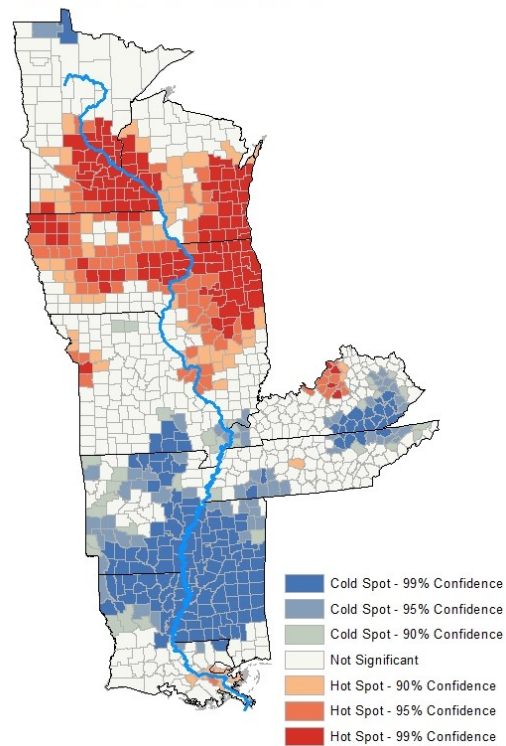 Cold Spot - 99% Confidence
Cold Spot - 95% Confidence
Cold Spot - 90% Confidence
Not Significant
Hot Spot - 90% Confidence
Hot Spot - 95% Confidence
Hot Spot - 99% Confidence